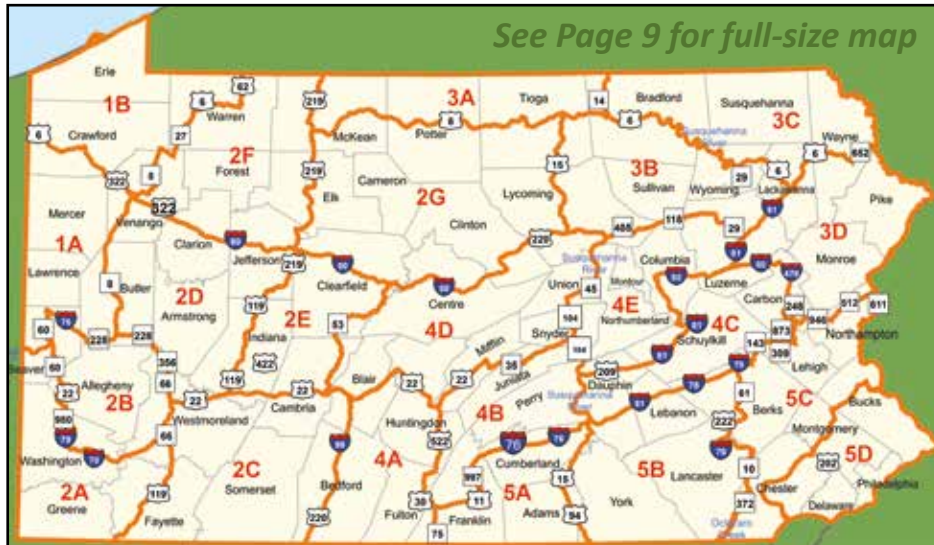 See Page 9 for full-size map
Erie
1B
62
6
Warren
219
3A
Tioga
14
Bradford
Susquehanna
3C
6
Crawford
27
2F
McKean
Potter
6
6
Susquehanna
River
Wayne
6
652
322
8
Forest
219
Elk
Cameron
15
3B
Sullivan
Wyoming
29
6
Lackawanna
Pike
Mercer
Venango
322
2G
Lycoming
81
1A
Clarion
80
Jefferson
Clinton
220
485
118
29
81
3D
Monroe
Lawrence
8
Butler
219
80
Clearfield
80
Centre
Susquehanna
River
Columbia
80
Luzerne
80
476
2D
Armstrong
119
2E
Union
45
Montour
4E
Northumberland
Carbon
248
60
76
228
228
Indiana
53
4D
104
Snyder
81
4C
Schuylkill
873
946
512
611
Northampton
Beaver
60
356
422
Mifflin
35
Juniata
104
81
143
309
Lehigh
Allegheny
22
2B
66
119
22
22
Blair
22
22
209
Dauphin
78
78
Westmoreland
Cambria
Perry
Susquehanna
River
81
Lebanon
61
Berks
5C
Bucks
980
66
Huntingdon
4B
522
222
Montgomery
79
Washington
70
99
4A
76
76
Cumberland
76
5D
2C
Somerset
Bedford
997
5A
15
5B
Lancaster
10
202
Philadelphia
2A
Greene
119
30
11
York
Chester
Delaware
Fayette
220
Fulton
Franklin
Adams
94
372
75
Octoraro
Creek